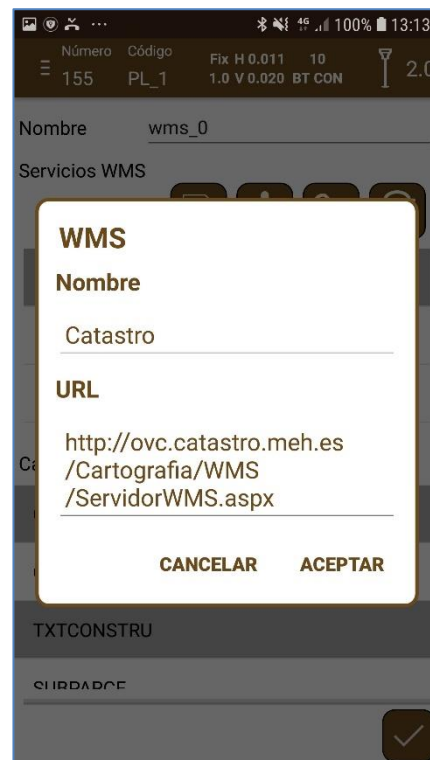 4G 100% 13:13
Número Código Fix H 0.011 10
155 PL_1 1.0 V 0.020 BT CON 2.0
Nombre wms_0
Servicios WMS
WMS
Nombre
Catastro
URL
http://ovc.catastro.meh.es
/Cartografia/WMS
/ServidorWMS.aspx
CANCELAR ACEPTAR
TXTCONSTRU
SUBPARCE